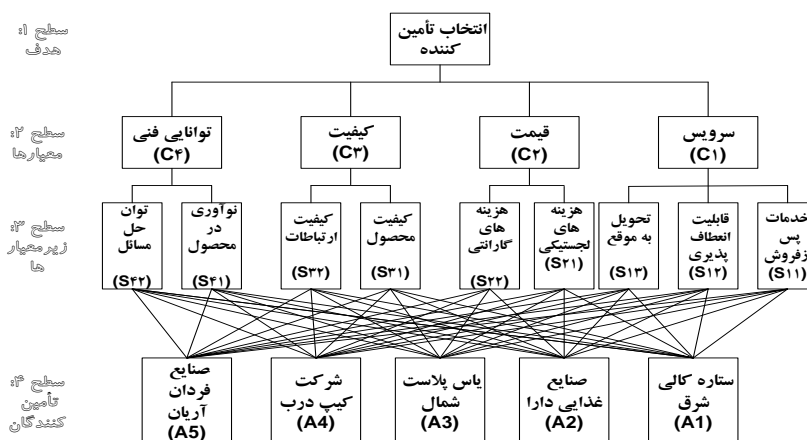 سطح ۱:
هدف
انتخاب تأمین
کننده
سطح ۲:
معیارها
سرویس
(C۱)
قیمت
(C۲)
کیفیت
(C۳)
توانایی فنی
(C۴)
سطح ۳:
زیرمعیار
ها
خدمات
پس
ازفروش
(S۱۱)
قابلیت
انعطاف
پذیری
(S۱۲)
تحویل
به موقع
(S۱۳)
هزینه
های
لجستیکی
(S۲۱)
هزینه
های
گارانتی
(S۲۲)
کیفیت
محصول
(S۳۱)
کیفیت
ارتباطات
(S۳۲)
نوآوری
در
محصول
(S۴۱)
توان
حل
مسائل
(S۴۲)
سطح ۴:
تأمین
کنندگان
ستاره کالی
شرق
(A1)
صنایع
غذایی دارا
(A2)
یاس پلاست
شمال
(A3)
شرکت
کیپ درب
(A4)
صنایع
فردان
آریان
(A5)